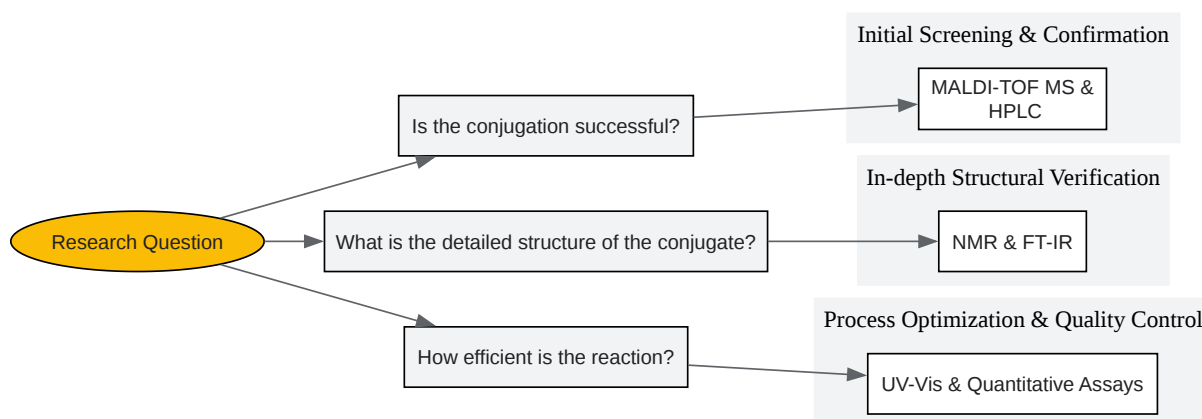 Initial Screening & Confirmation
MALDI-TOF MS &
HPLC
Is the conjugation successful?
In-depth Structural Verification
Research Question
What is the detailed structure of the conjugate?
NMR & FT-IR
Process Optimization & Quality Control
How efficient is the reaction?
UV-Vis & Quantitative Assays